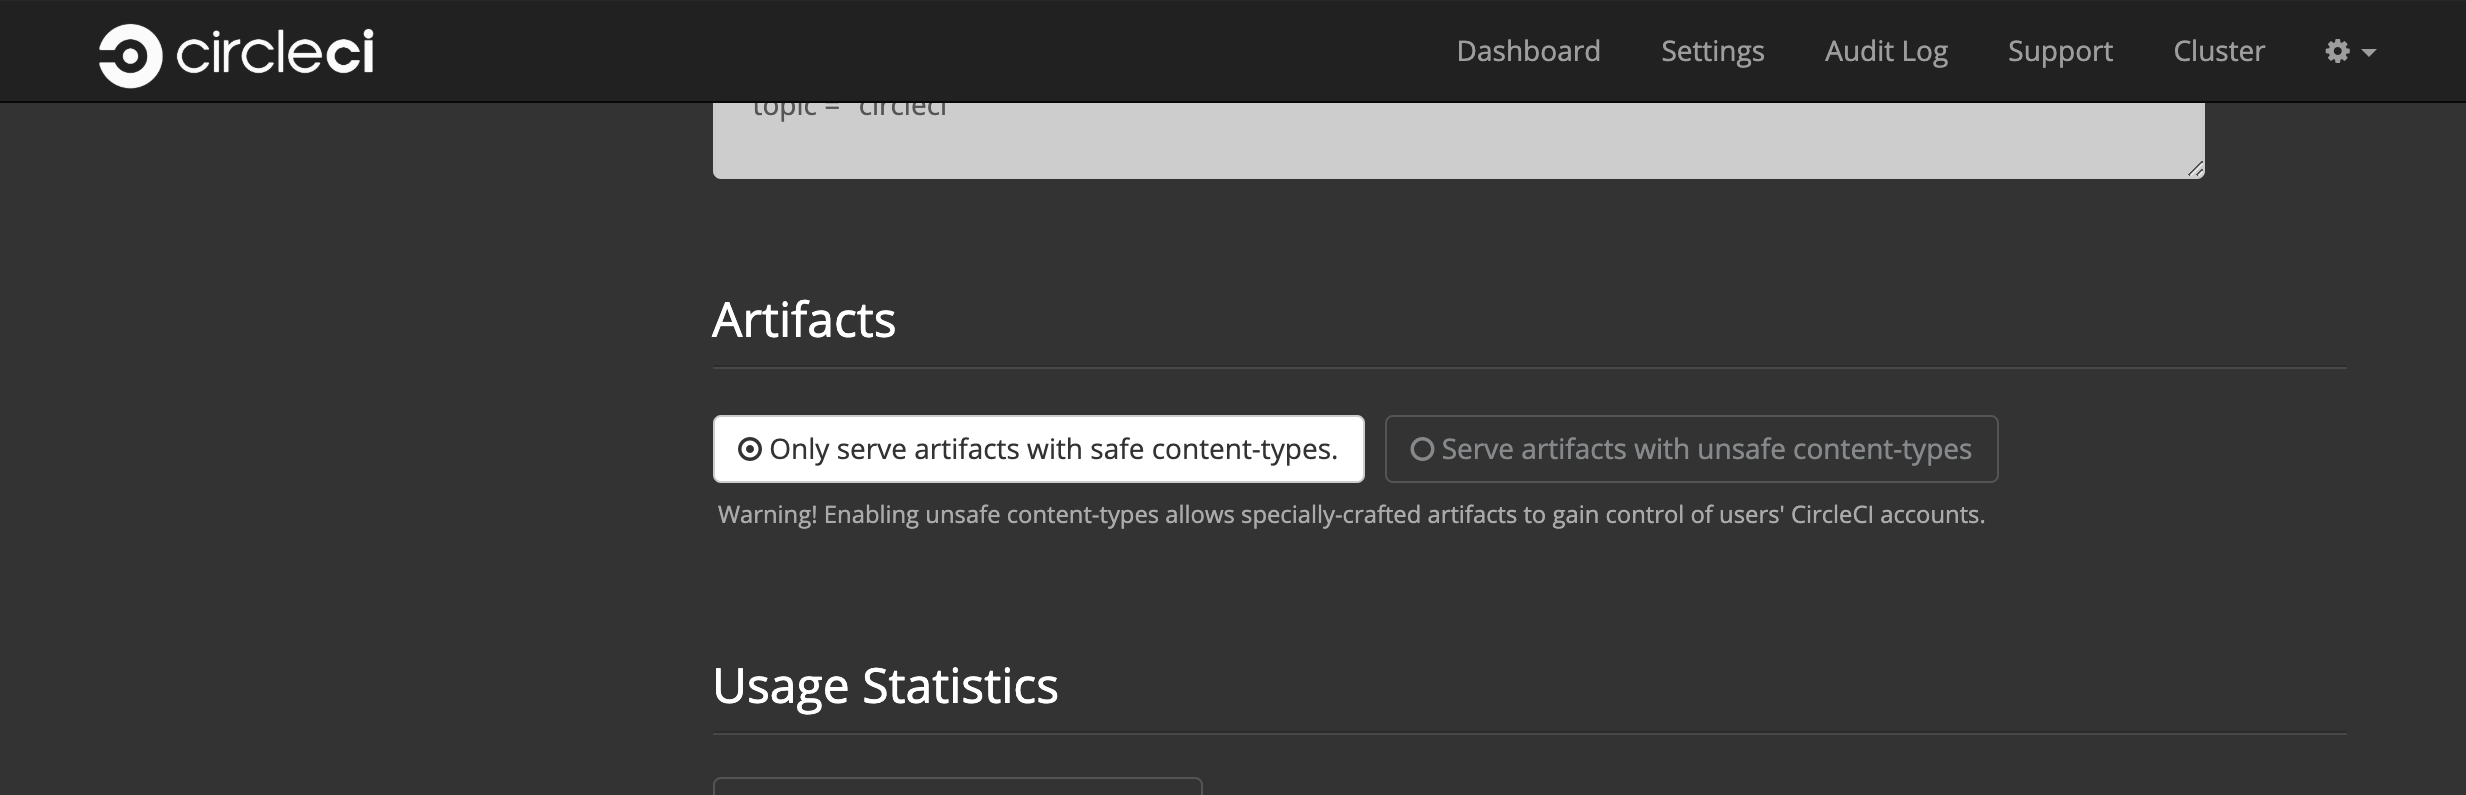 circleci
Dashboard Settings Audit Log Support Cluster
topic = "circleci"
Artifacts
Only serve artifacts with safe content-types. Serve artifacts with unsafe content-types
Warning! Enabling unsafe content-types allows specially-crafted artifacts to gain control of users' CircleCI accounts.
Usage Statistics